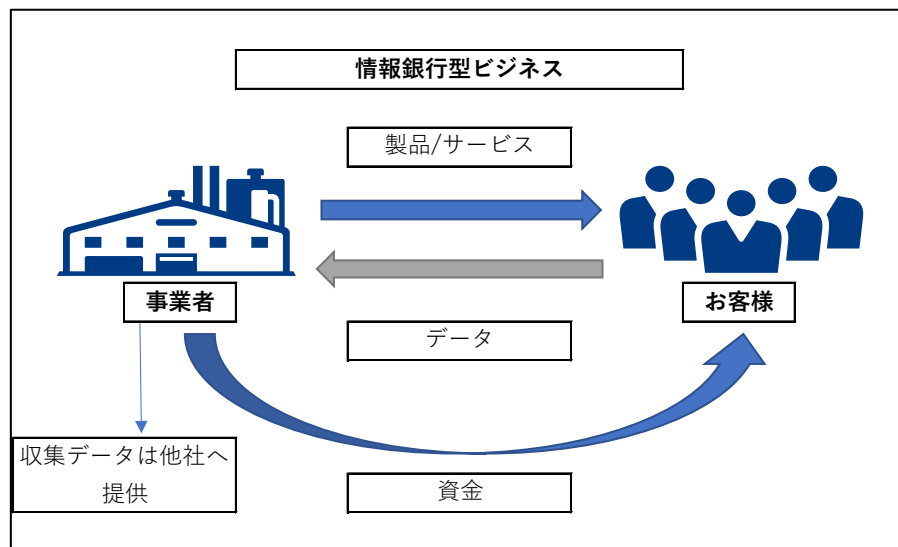 情報銀行型ビジネス
製品/サービス
事業者
お客様
データ
収集データは他社へ
提供
資金